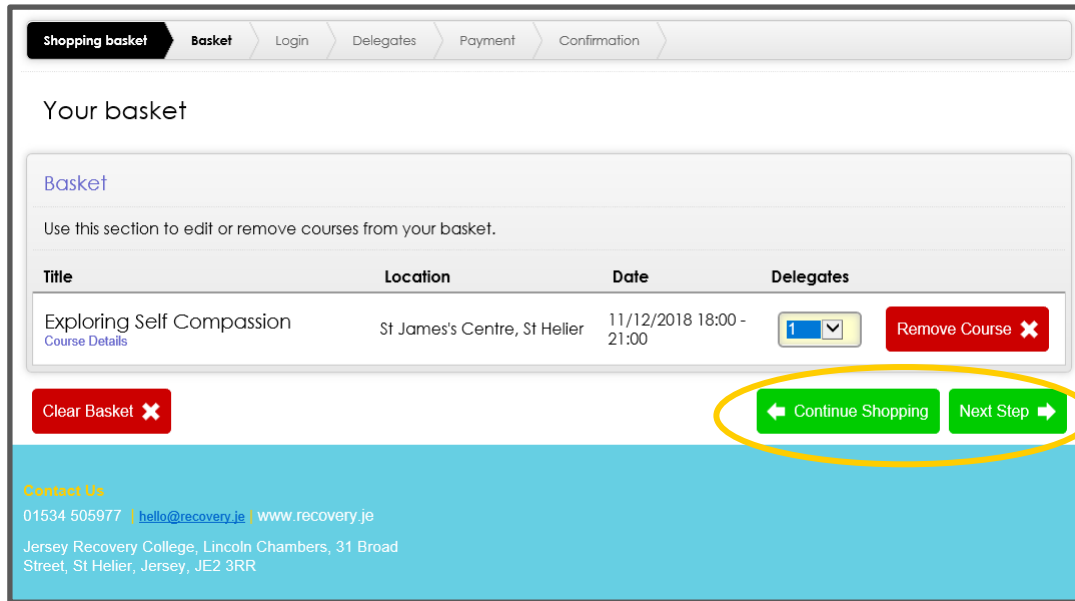 Shopping basket Basket Login Delegates Payment Confirmation
Your basket
Basket
Use this section to edit or remove courses from your basket.
Title Location Date Delegates
Exploring Self Compassion St James's Centre, St Helier 11/12/2018 18:00 - 1 Remove Course
Course Details 21:00
Clear Basket Continue Shopping Next Step
Contact Us
01534 505977 | hello@recovery.je | www.recovery.je
Jersey Recovery College, Lincoln Chambers, 31 Broad
Street, St Helier, Jersey, JE2 3RR